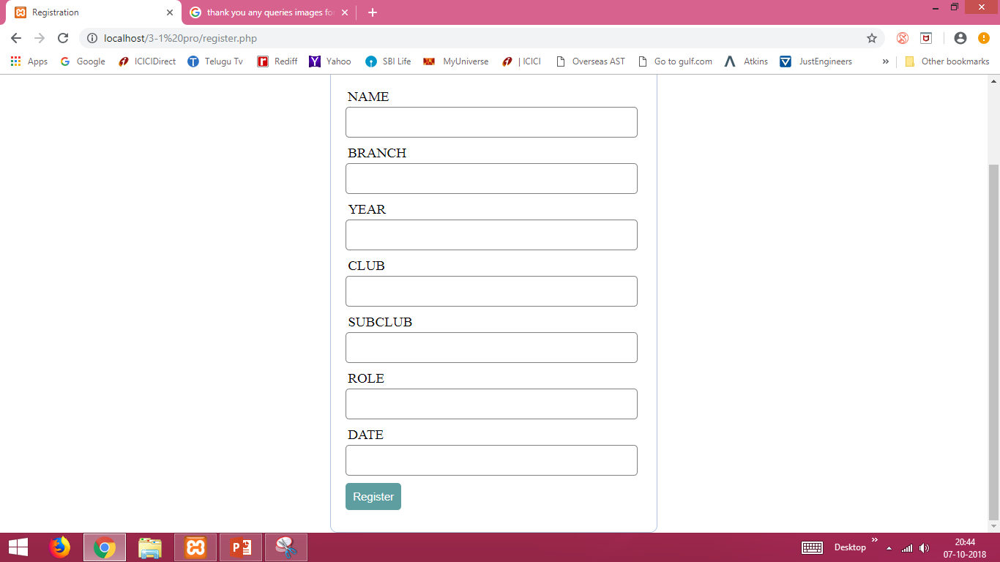 Registration
thank you any queries images for
localhost/3-1%20pro/register.php
Apps Google ICICIDirect Telugu Tv Rediff Yahoo SBI Life MyUniverse | ICICI Overseas AST Go to gulf.com Atkins JustEngineers » Other bookmarks
NAME
BRANCH
YEAR
CLUB
SUBCLUB
ROLE
DATE
Register
Desktop »
20:44
07-10-2018